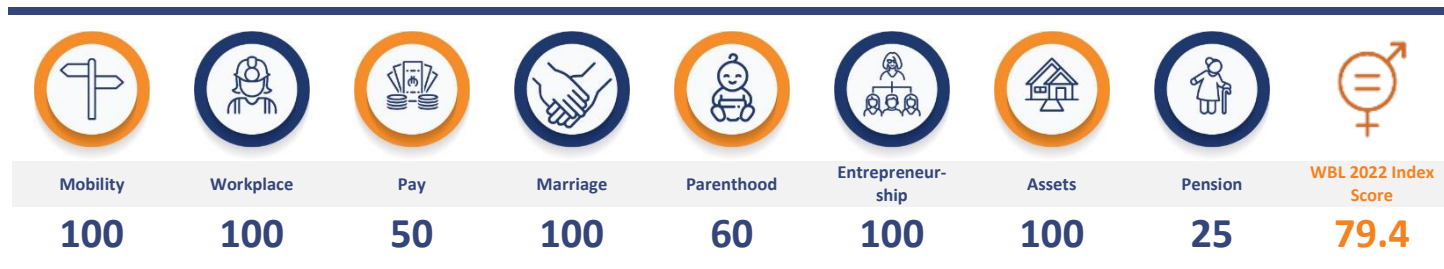 Mobility
Workplace
Pay
Marriage
Parenthood
Entrepreneur-
ship
Assets
Pension
WBL 2022 Index
Score
100
100
50
100
60
100
100
25
79.4